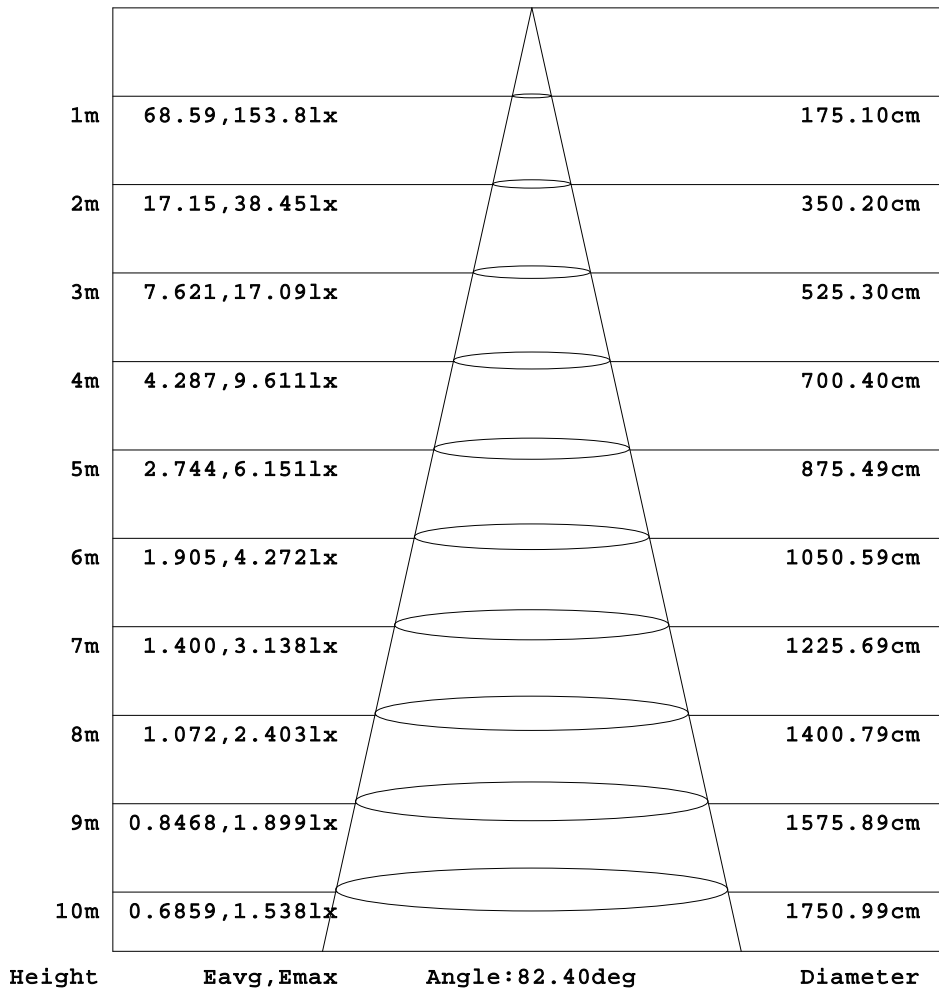 1m 68.59,153.8lx 175.10cm
2m 17.15,38.45lx 350.20cm
3m 7.621,17.09lx 525.30cm
4m 4.287,9.611lx 700.40cm
5m 2.744,6.151lx 875.49cm
6m 1.905,4.272lx 1050.59cm
7m 1.400,3.138lx 1225.69cm
8m 1.072,2.403lx 1400.79cm
9m 0.8468,1.899lx 1575.89cm
10m 0.6859,1.538lx 1750.99cm
Height Eavg,Emax Angle:82.40deg Diameter